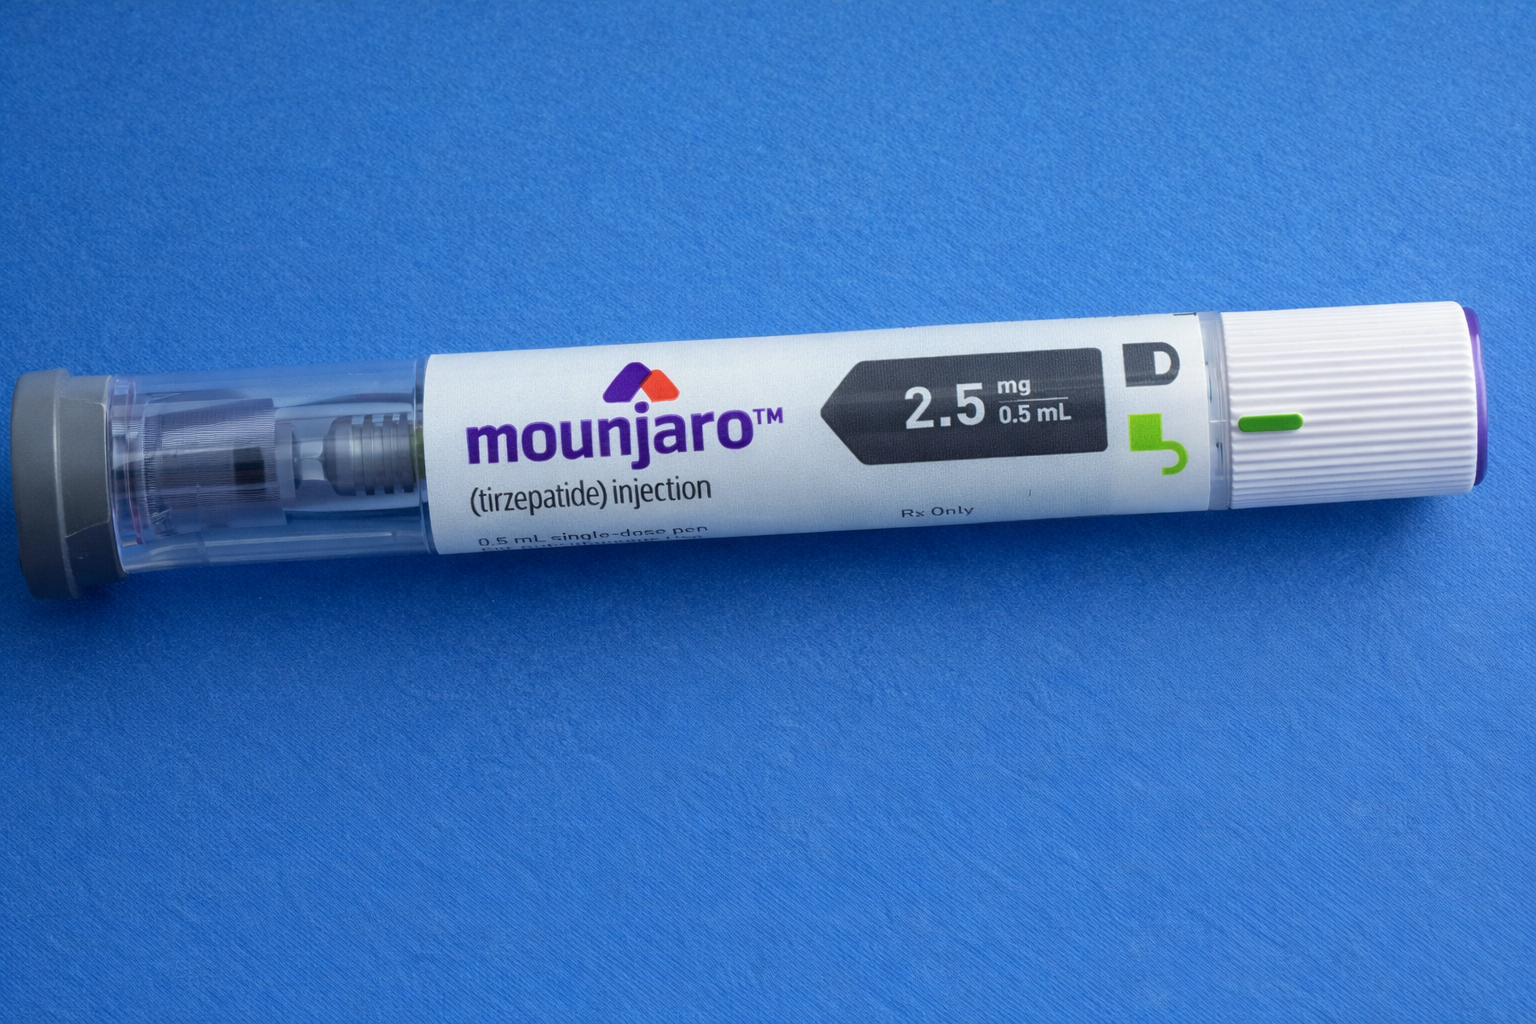 mounjaro™
(tirzepatide) injection
0.5 mL single-dose pen
2.5 mg
0.5 mL
Rx Only